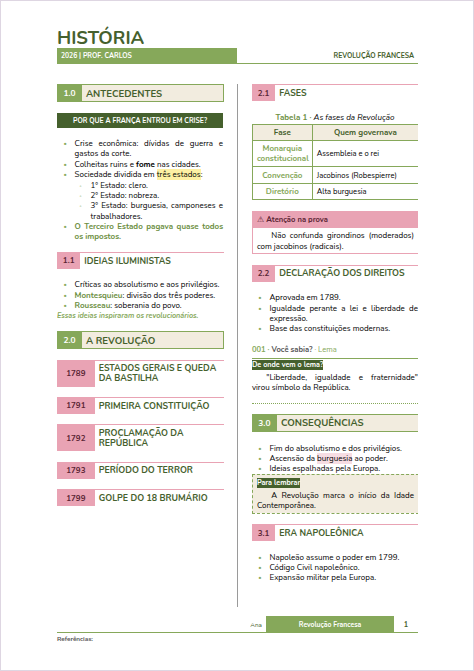 HISTÓRIA
2026 | PROF. CARLOS
REVOLUÇÃO FRANCESA
1.0 ANTECEDENTES
POR QUE A FRANÇA ENTROU EM CRISE?
• Crise econômica: dívidas de guerra e
gastos da corte.
• Colheitas ruins e fome nas cidades.
• Sociedade dividida em três estados:
· 1º Estado: clero.
· 2º Estado: nobreza.
· 3º Estado: burguesia, camponeses e
trabalhadores.
• O Terceiro Estado pagava quase todos
os impostos.
1.1 IDEIAS ILUMINISTAS
• Críticas ao absolutismo e aos privilégios.
• Montesquieu: divisão dos três poderes.
• Rousseau: soberania do povo.
Essas ideias inspiraram os revolucionários.
2.0 A REVOLUÇÃO
1789 ESTADOS GERAIS E QUEDA
DA BASTILHA
1791 PRIMEIRA CONSTITUIÇÃO
1792 PROCLAMAÇÃO DA
REPÚBLICA
1793 PERÍODO DO TERROR
1799 GOLPE DO 18 BRUMÁRIO
2.1 FASES
Tabela 1 · As fases da Revolução
Fase Quem governava
Monarquia
constitucional Assembleia e o rei
Convenção Jacobinos (Robespierre)
Diretório Alta burguesia
⚠ Atenção na prova
Não confunda girondinos (moderados)
com jacobinos (radicais).
2.2 DECLARAÇÃO DOS DIREITOS
• Aprovada em 1789.
• Igualdade perante a lei e liberdade de
expressão.
• Base das constituições modernas.
001 · Você sabia? · Lema
De onde vem o lema?
"Liberdade, igualdade e fraternidade"
virou símbolo da República.
3.0 CONSEQUÊNCIAS
• Fim do absolutismo e dos privilégios.
• Ascensão da burguesia ao poder.
• Ideias espalhadas pela Europa.
Para lembrar
A Revolução marca o início da Idade
Contemporânea.
3.1 ERA NAPOLEÔNICA
• Napoleão assume o poder em 1799.
• Código Civil napoleônico.
• Expansão militar pela Europa.
Ana Revolução Francesa 1
Referências: